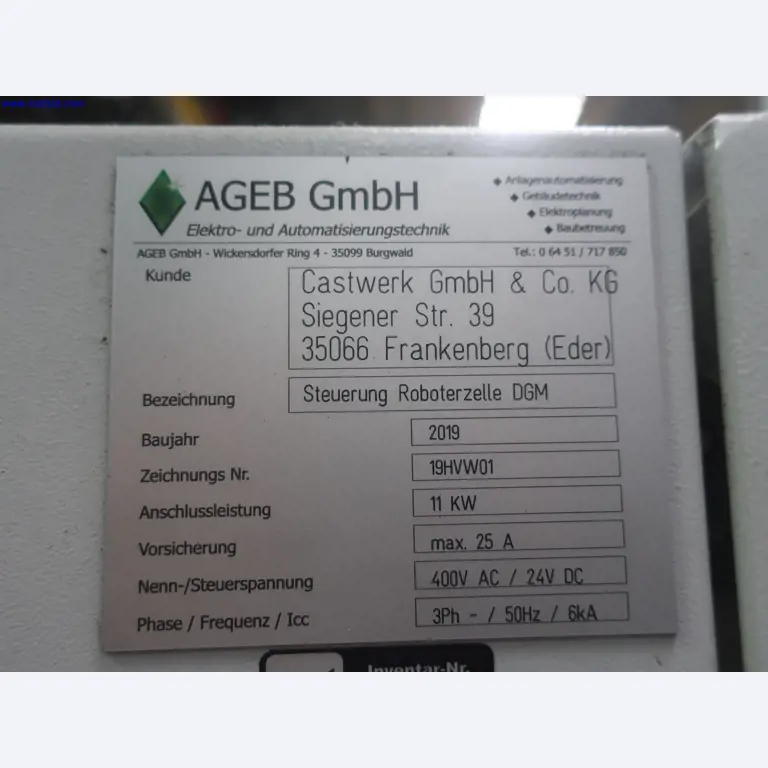 AGEB GmbH
Elektro- und Automatisierungstechnik
Anlagenautomatisierung
Gebäudetechnik
Elektroplanung
Baubetreuung
AGEB GmbH - Wickersdorfer Ring 4 - 35099 Burgwald
Tel.: 0 64 51 / 717 850
Kunde
Castwerk GmbH & Co. KG
Siegener Str. 39
35066 Frankenberg (Eder)
Bezeichnung Steuerung Roboterzelle DGM
Baujahr 2019
Zeichnungs Nr. 19HVW01
Anschlussleistung 11 KW
Vorsicherung max. 25 A
Nenn-/Steuerspannung 400V AC / 24V DC
Phase / Frequenz / Icc 3Ph ~ / 50Hz / 6kA
Inventar-Nr.